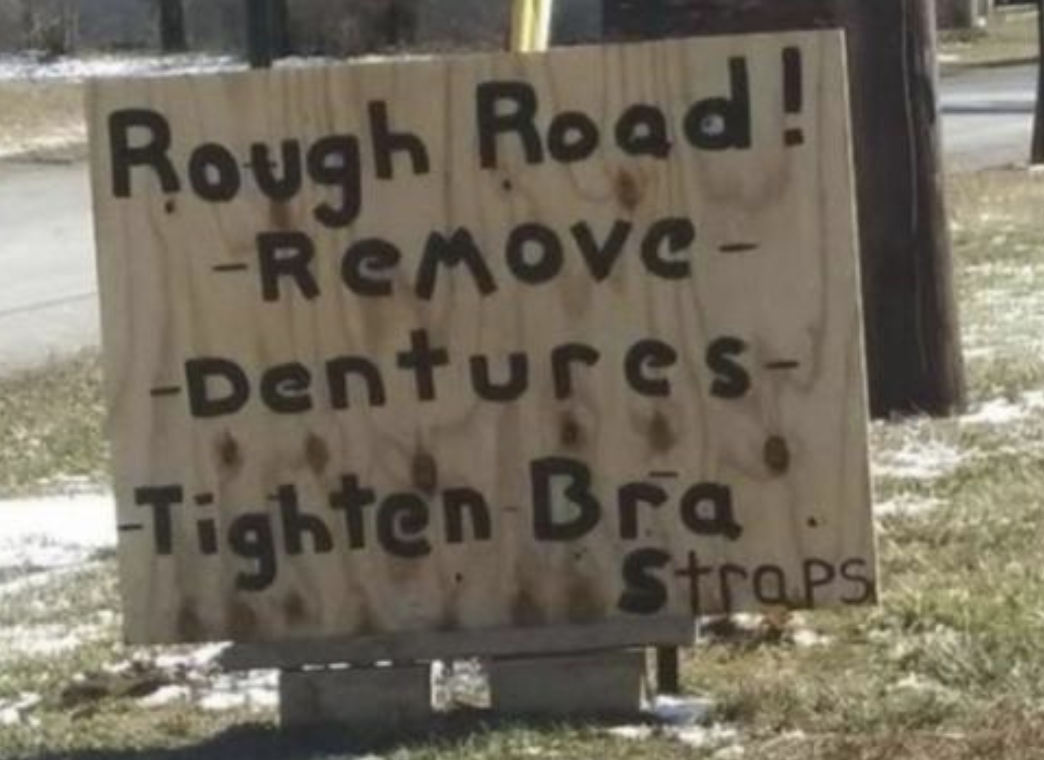 Rough Road!
-Remove-
-Dentures-
-Tighten Bra
Straps